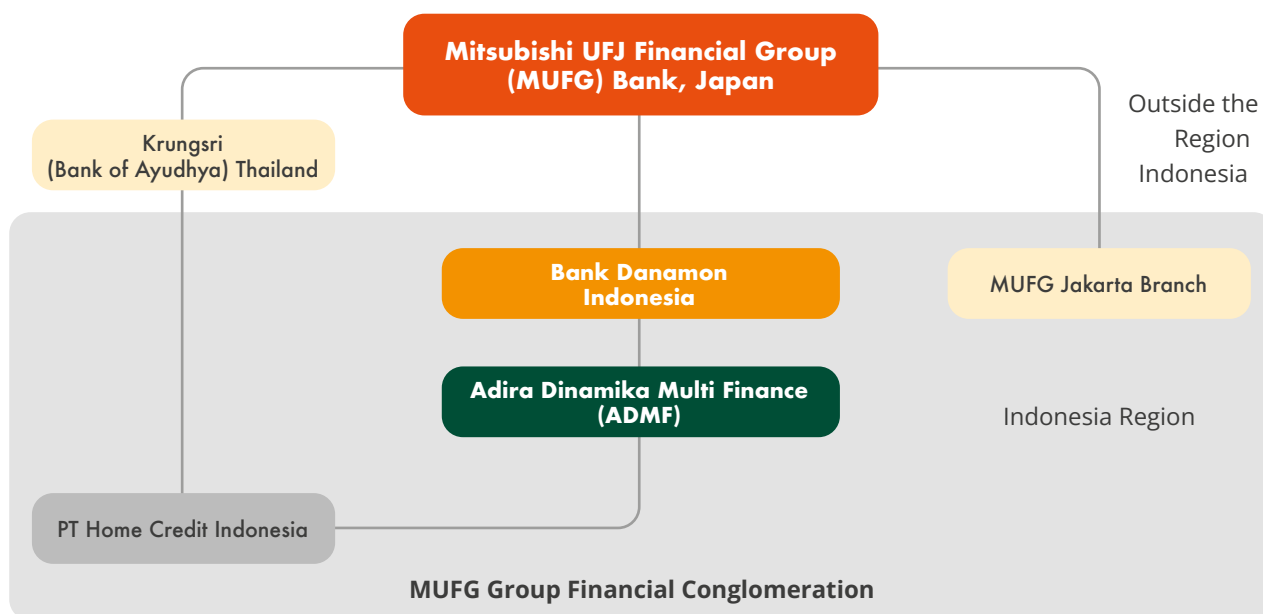 Mitsubishi UFJ Financial Group
(MUFG) Bank, Japan
Krungsri
(Bank of Ayudhya) Thailand
Outside the
Region
Indonesia
Bank Danamon
Indonesia
MUFG Jakarta Branch
Adira Dinamika Multi Finance
(ADMF)
Indonesia Region
PT Home Credit Indonesia
MUFG Group Financial Conglomeration